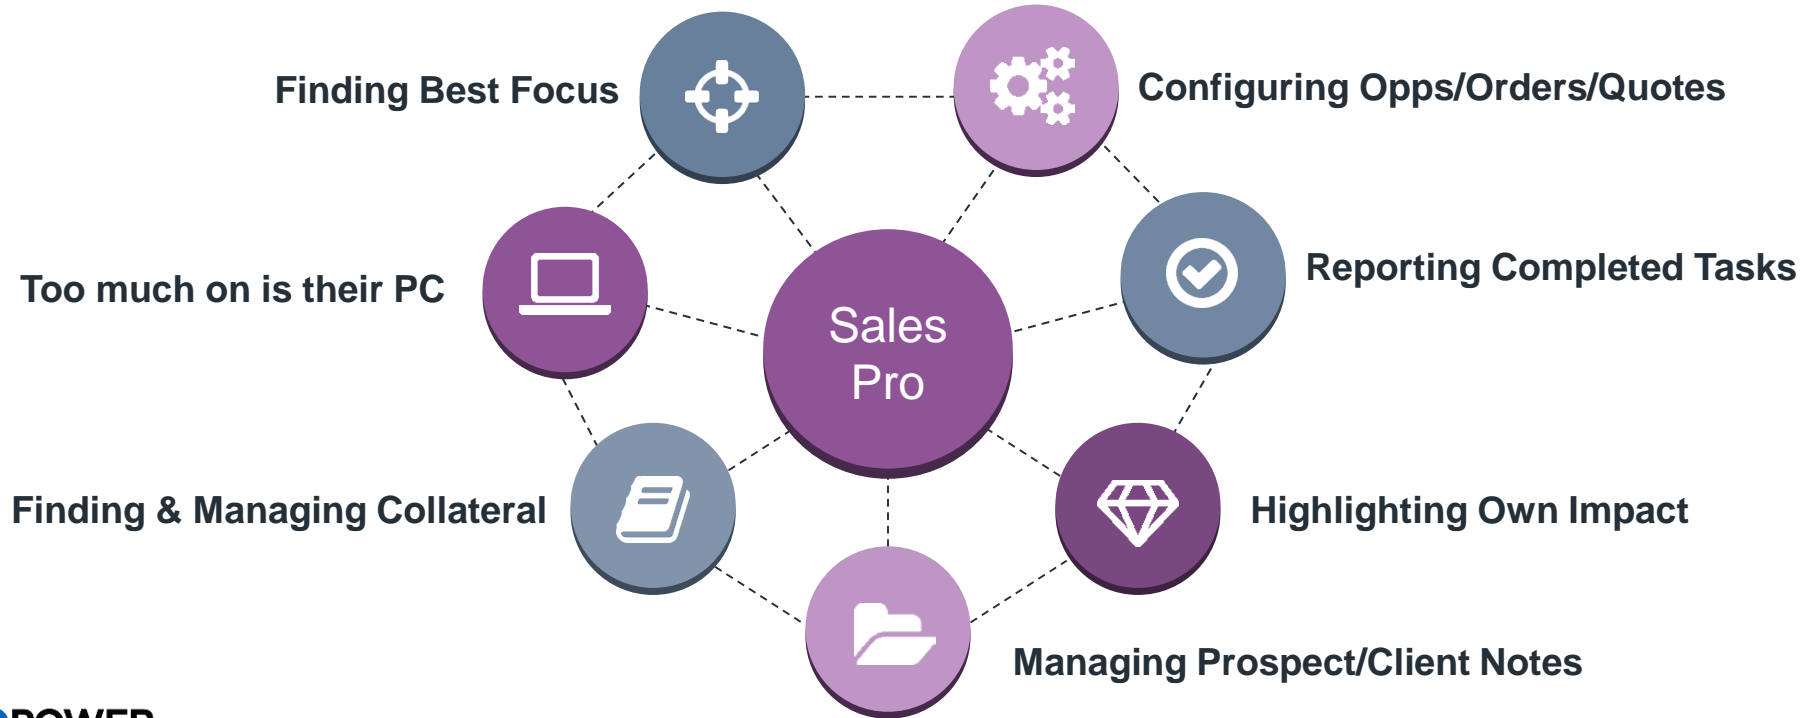 Finding Best Focus
Configuring Opps/Orders/Quotes
Too much on is their PC
Reporting Completed Tasks
Sales
Pro
Finding & Managing Collateral
Highlighting Own Impact
Managing Prospect/Client Notes